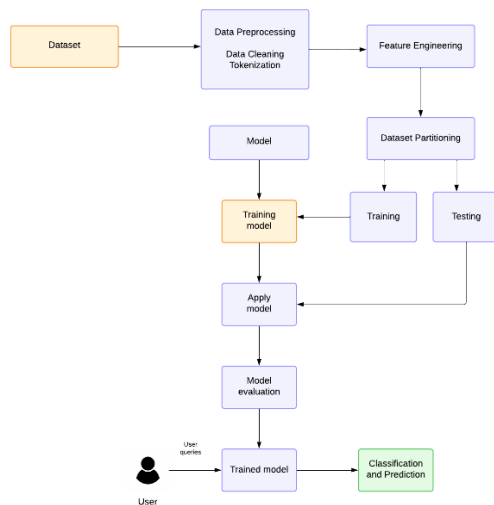 Dataset
Data Preprocessing
Data Cleaning
Tokenization
Feature Engineering
Model
Dataset Partitioning
Training
model
Training
Testing
Apply
model
Model
evaluation
User
queries
Trained model
Classification
and Prediction
User